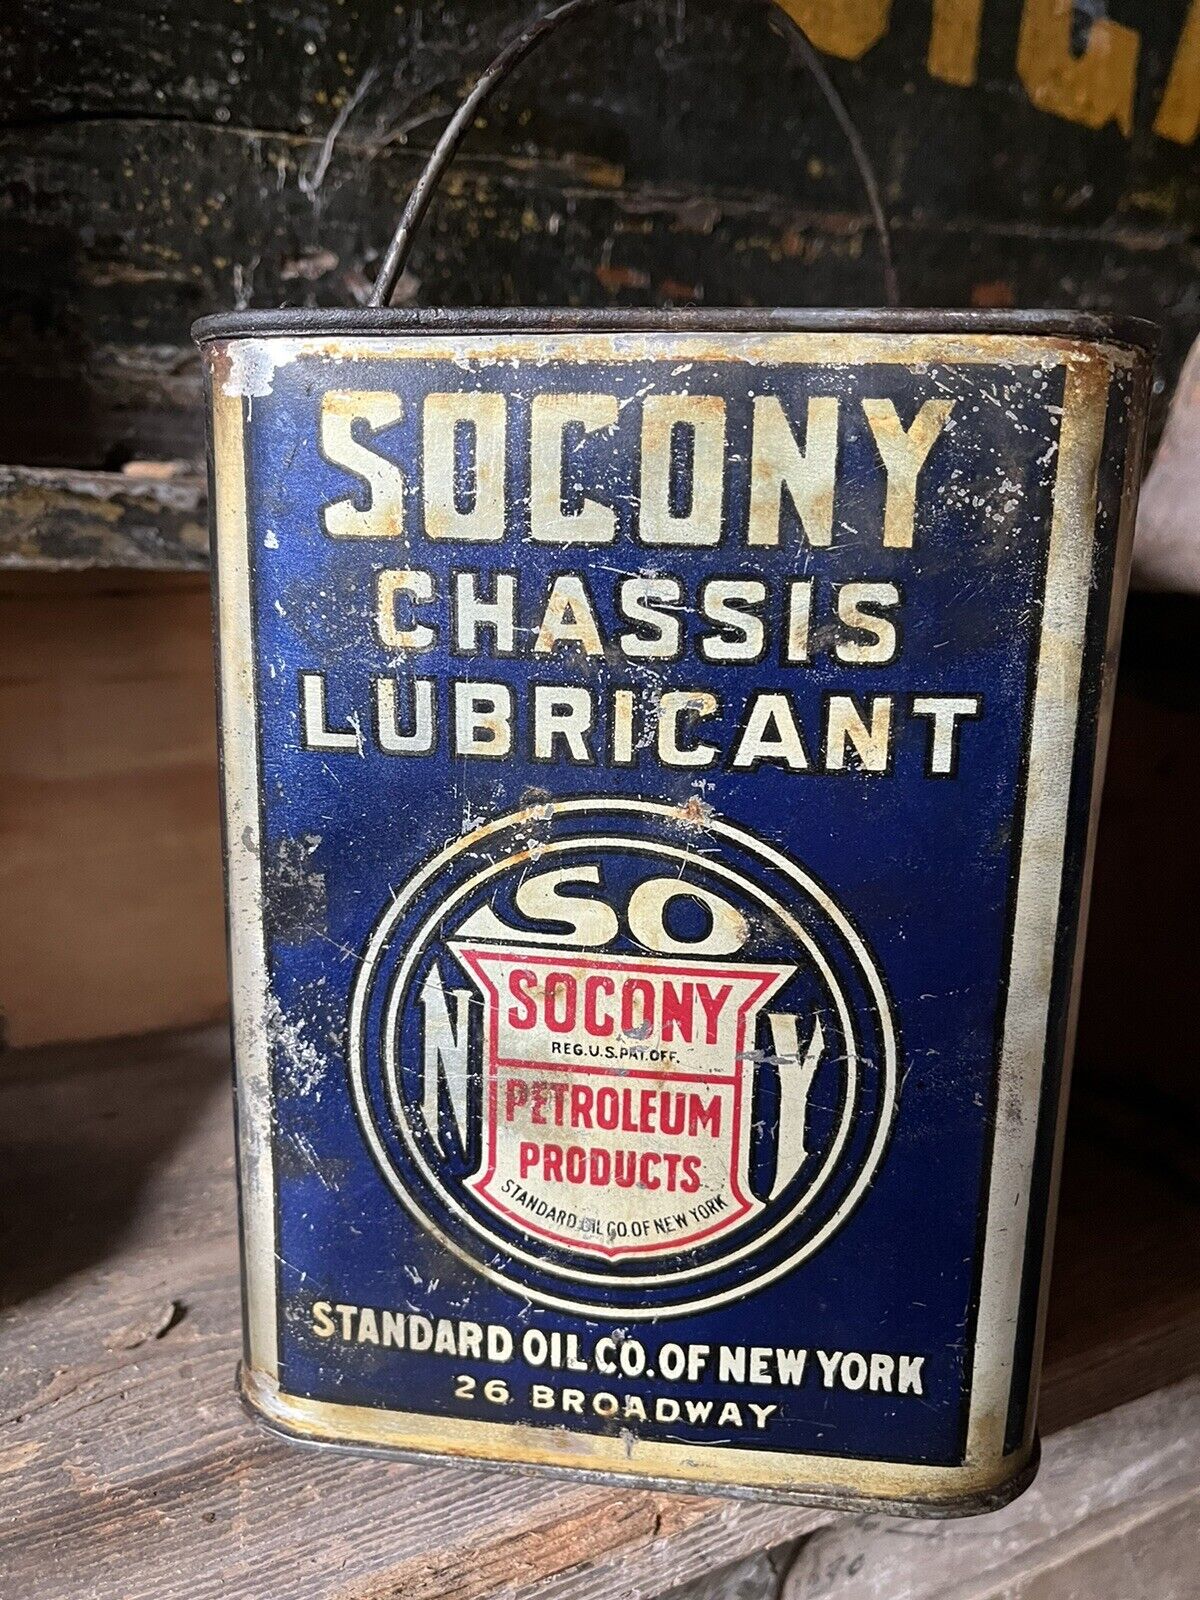 SOCONY
CHASSIS
LUBRICANT
SO
N Y
SOCONY
REG.U.S.PAT.OFF.
PETROLEUM
PRODUCTS
STANDARD OIL CO. OF NEW YORK
STANDARD OIL CO. OF NEW YORK
26 BROADWAY